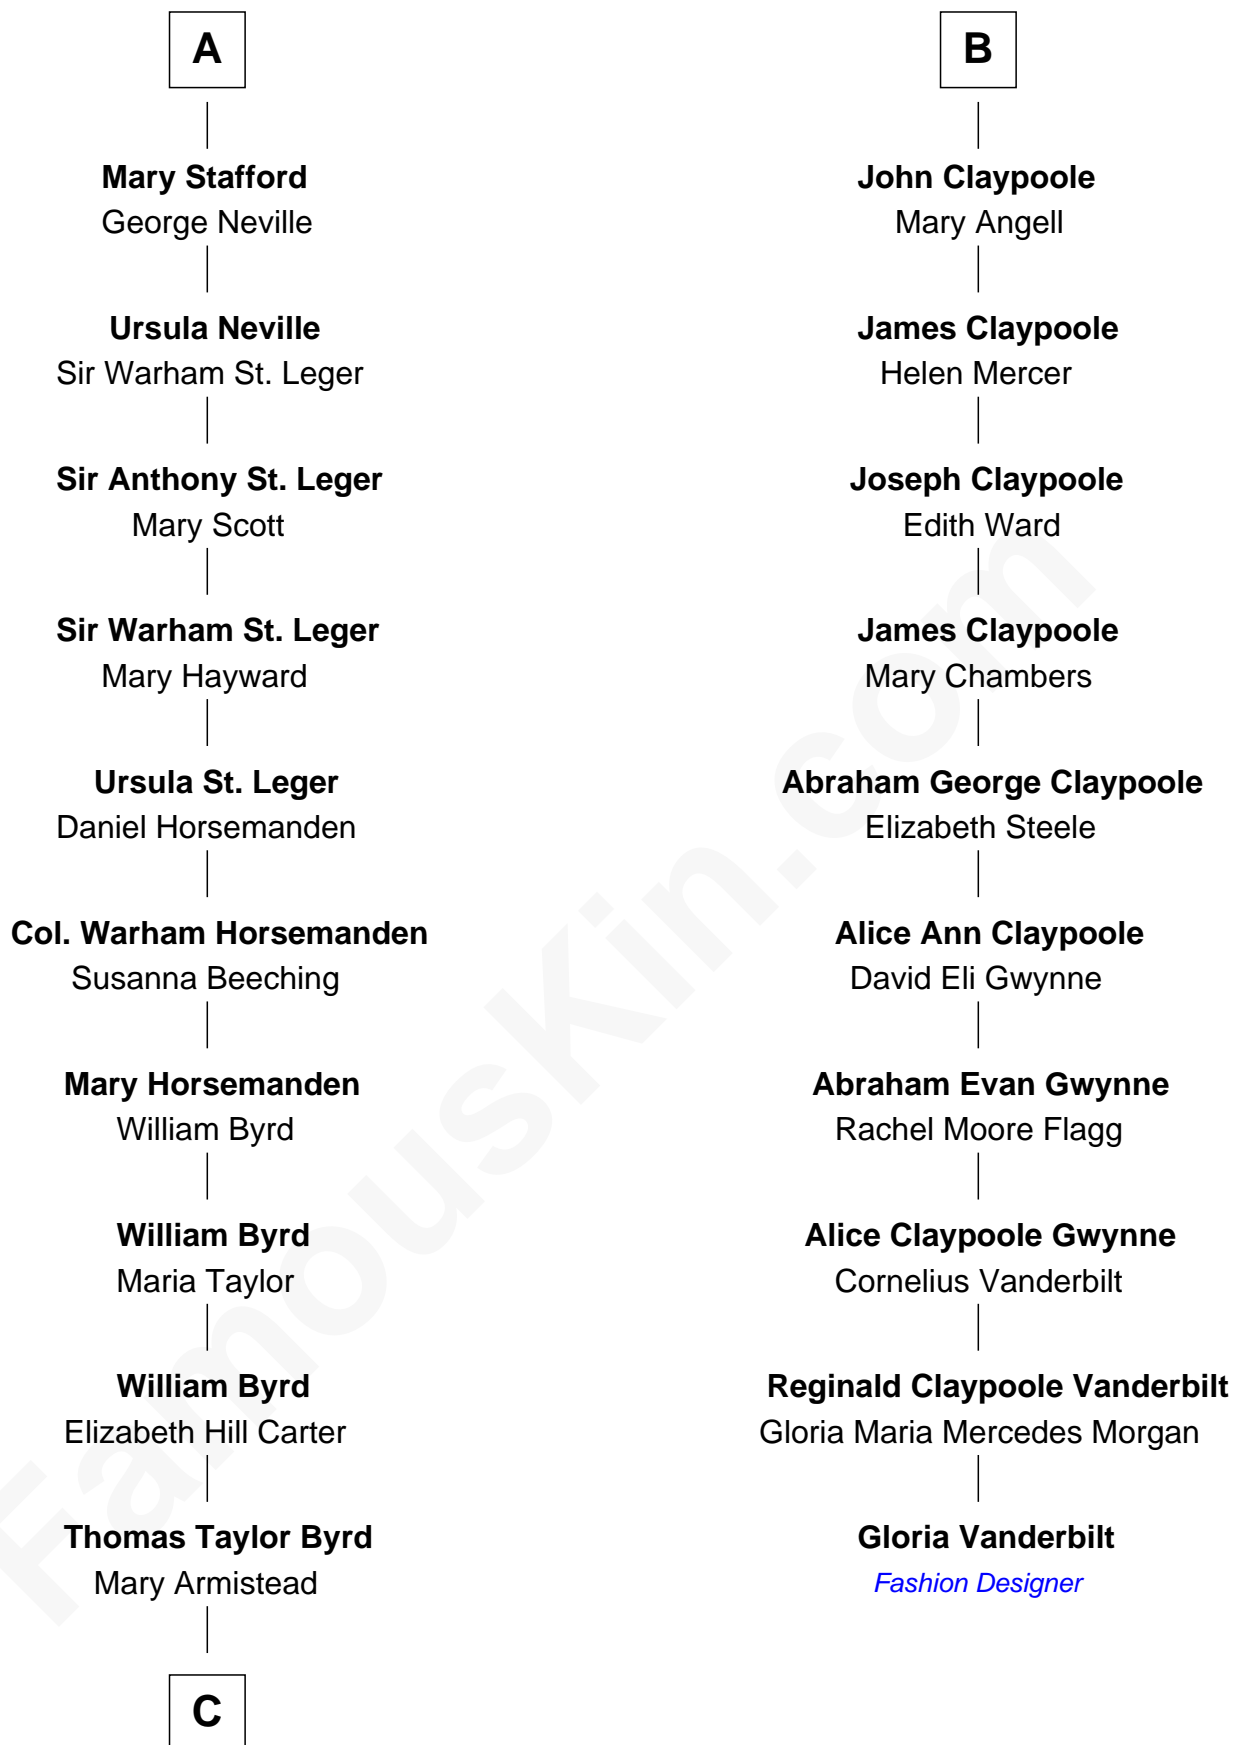 A
Mary Stafford
George Neville
Ursula Neville
Sir Warham St. Leger
Sir Anthony St. Leger
Mary Scott
Sir Warham St. Leger
Mary Hayward
Ursula St. Leger
Daniel Horsemanden
Col. Warham Horsemanden
Susanna Beeching
Mary Horsemanden
William Byrd
William Byrd
Maria Taylor
William Byrd
Elizabeth Hill Carter
Thomas Taylor Byrd
Mary Armistead
C
B
John Claypoole
Mary Angell
James Claypoole
Helen Mercer
Joseph Claypoole
Edith Ward
James Claypoole
Mary Chambers
Abraham George Claypoole
Elizabeth Steele
Alice Ann Claypoole
David Eli Gwynne
Abraham Evan Gwynne
Rachel Moore Flagg
Alice Claypoole Gwynne
Cornelius Vanderbilt
Reginald Claypoole Vanderbilt
Gloria Maria Mercedes Morgan
Gloria Vanderbilt
Fashion Designer
FamousKin.com